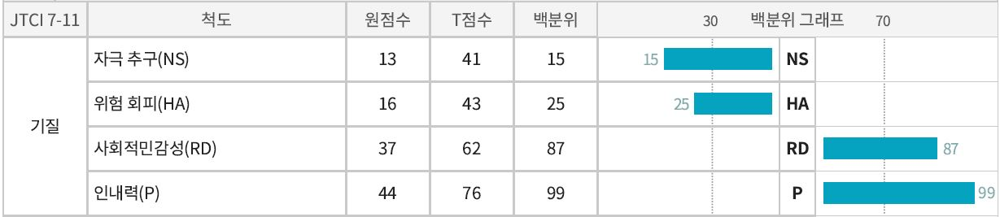 JTCI 7-11 척도 원점수 T점수 백분위 30 백분위 그래프 70
자극 추구(NS) 13 41 15 15 NS
위험 회피(HA) 16 43 25 25 HA
기질
사회적민감성(RD) 37 62 87 RD 87
인내력(P) 44 76 99 P 99